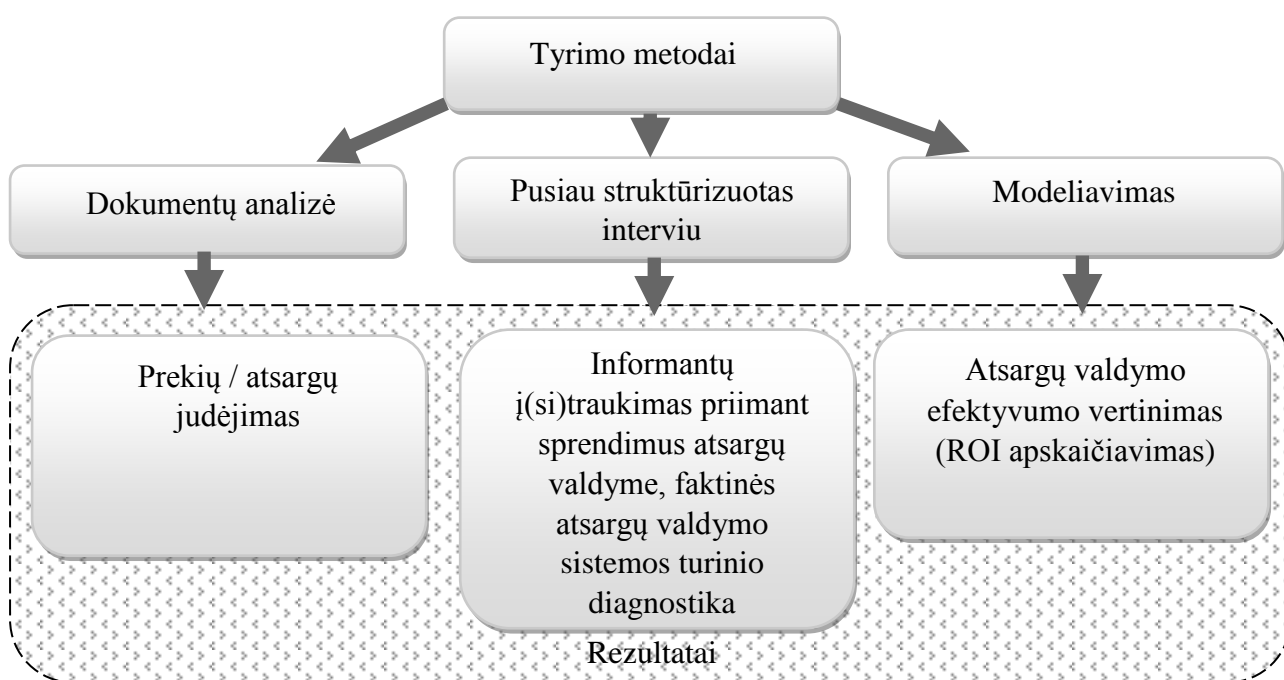 Tyrimo metodai
Dokumentų analizė
Pusiau struktūrizuotas
interviu
Modeliavimas
Prekių / atsargų
judėjimas
Informantų
į(si)traukimas priimant
sprendimus atsargų
valdyme, faktinės
atsargų valdymo
sistemos turinio
diagnostika
Atsargų valdymo
efektyvumo vertinimas
(ROI apskaičiavimas)
Rezultatai